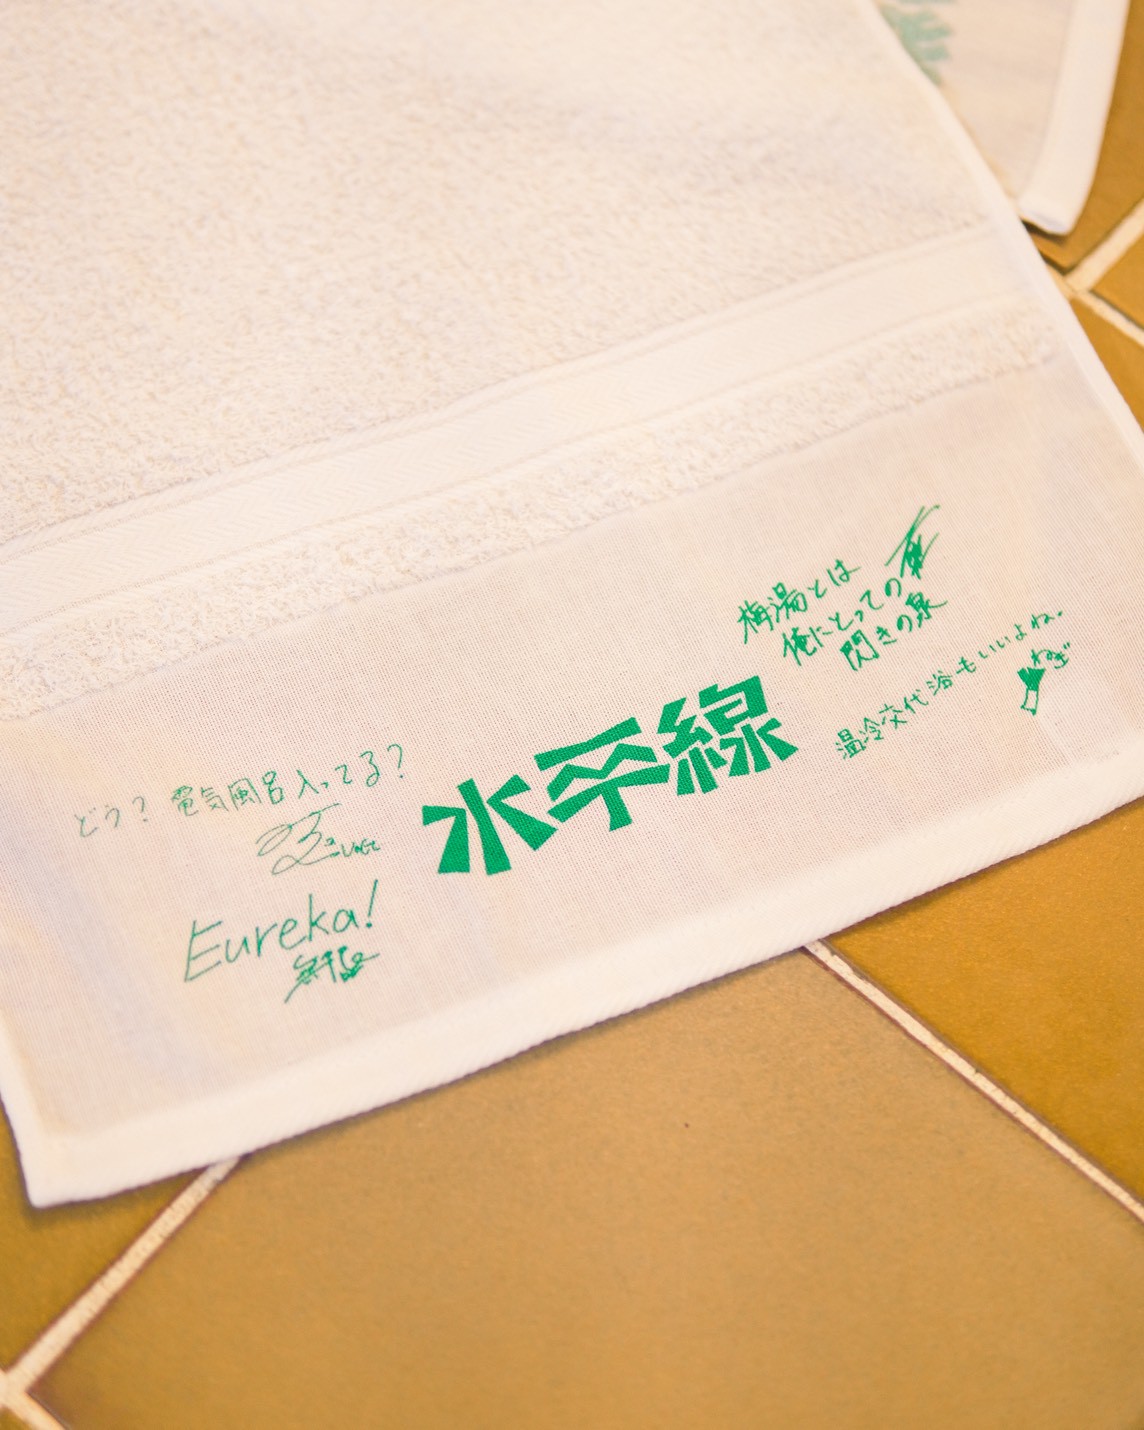 どう？電気風呂入ってる？
Eureka!
水平線
梅湯とは
俺にとっての
閃きの泉
温冷交代浴もいいよね。
ねぎ